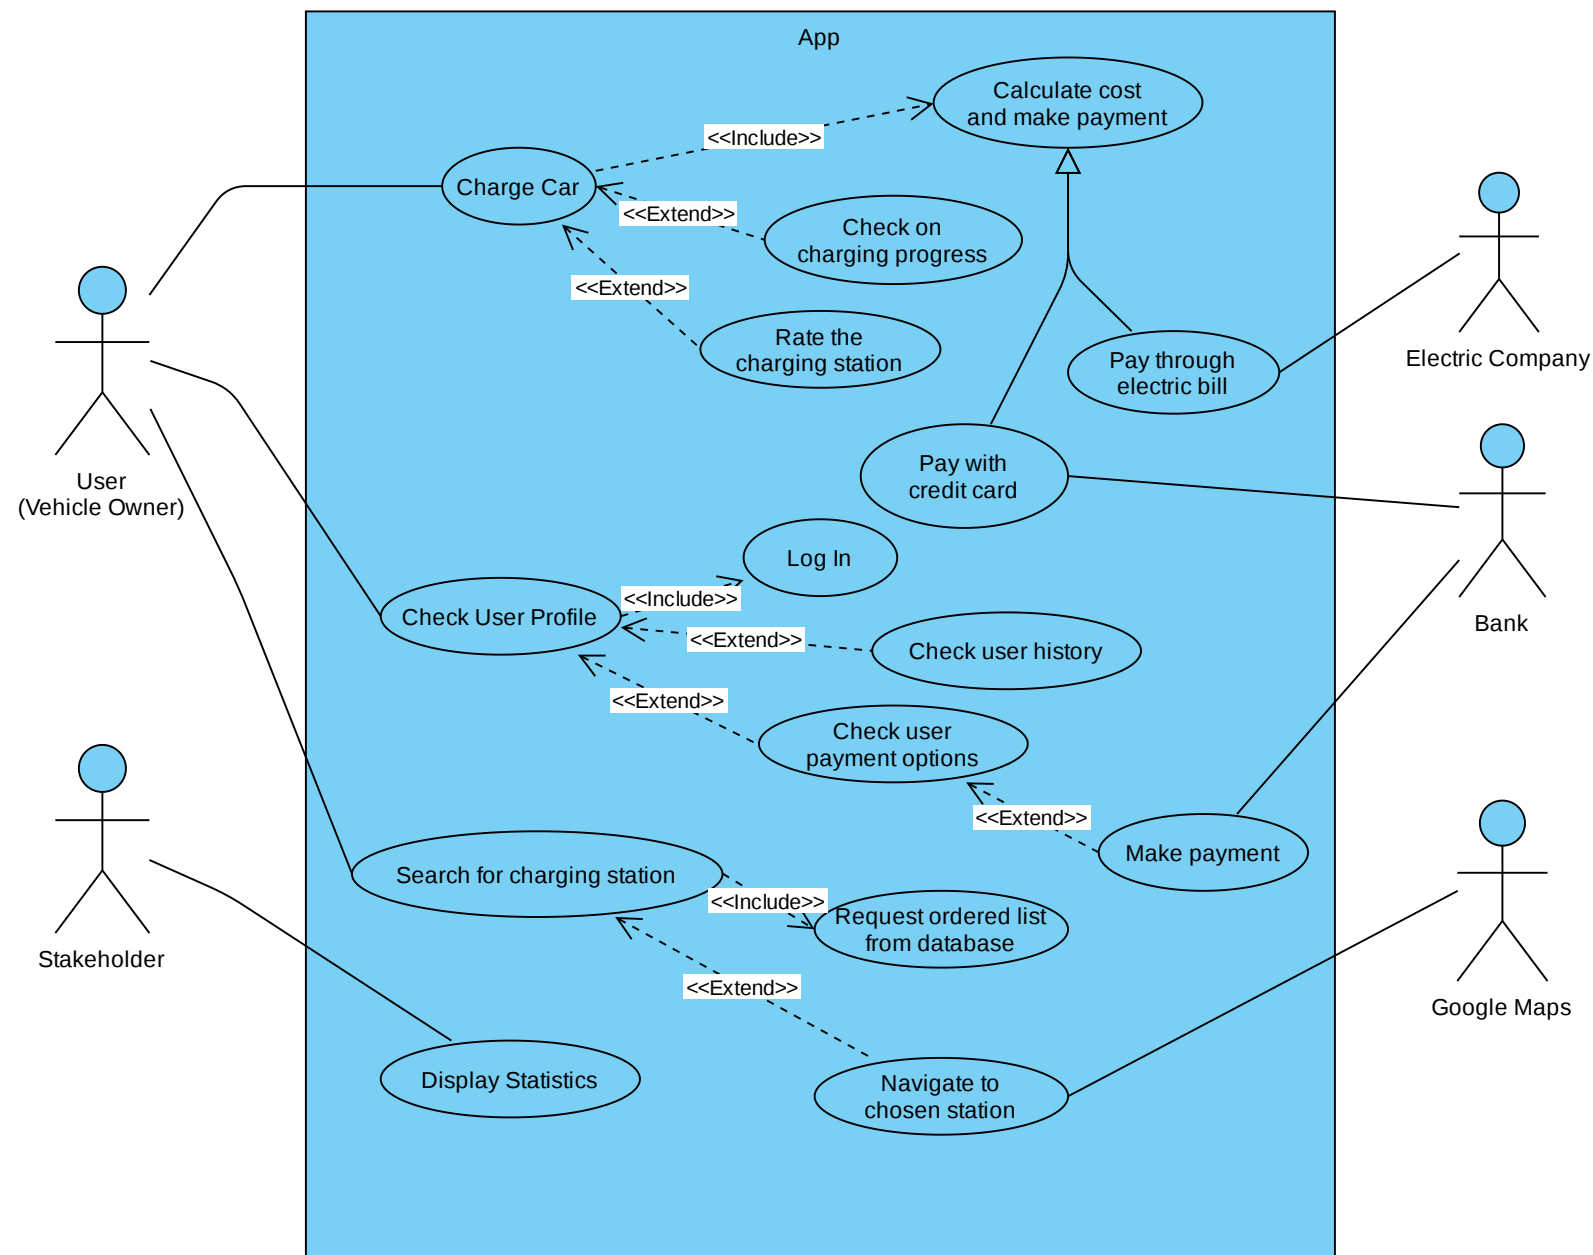 App
Calculate cost
and make payment
<<Include>>
Charge Car
<<Extend>>
Check on
charging progress
<<Extend>>
Rate the
charging station
Pay through
electric bill
Electric Company
Pay with
credit card
User
(Vehicle Owner)
Log In
<<Include>>
Check User Profile
<<Extend>>
Check user history
Bank
<<Extend>>
Check user
payment options
<<Extend>>
Make payment
Search for charging station
<<Include>>
Request ordered list
from database
Stakeholder
<<Extend>>
Google Maps
Display Statistics
Navigate to
chosen station